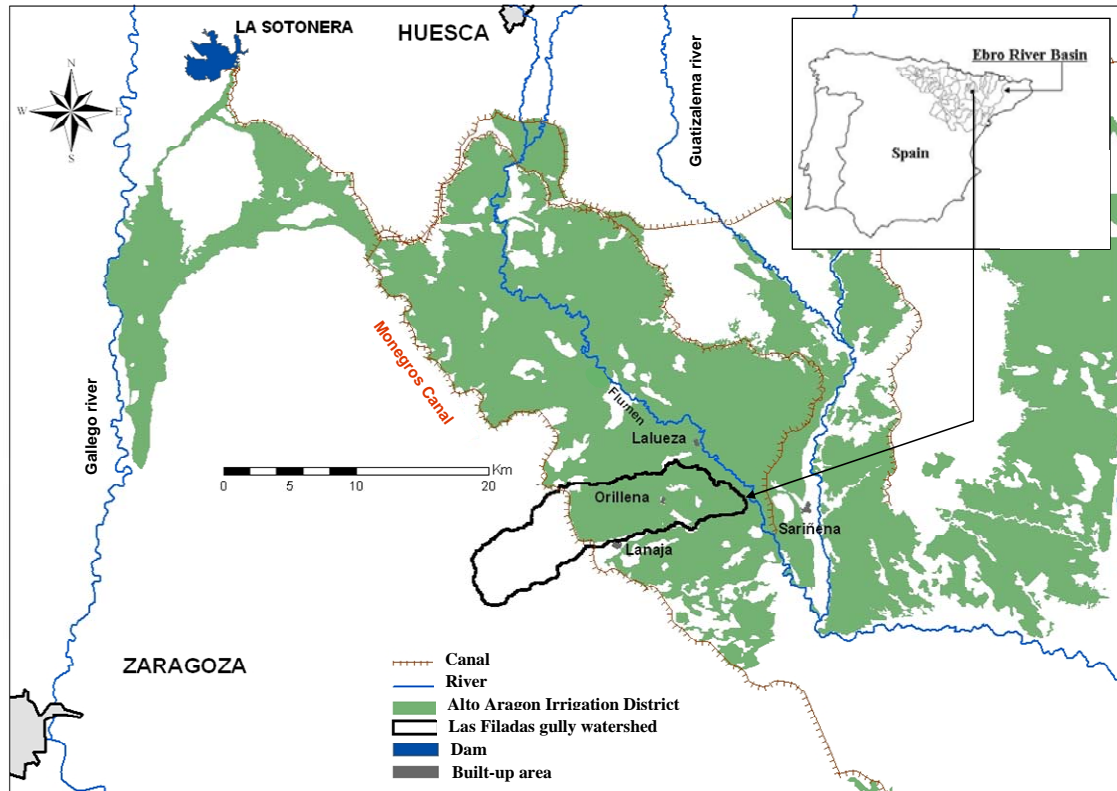 LA SOTONERA
HUESCA
N
W
E
S
Guatizalema river
Ebro River Basin
Spain
Monegros Canal
Gallego river
Flumen
Lalueza
Km
0
5
10
20
Orillena
Sariñena
Lanaja
ZARAGOZA
Canal
River
Alto Aragon Irrigation District
Las Filadas gully watershed
Dam
Built-up area